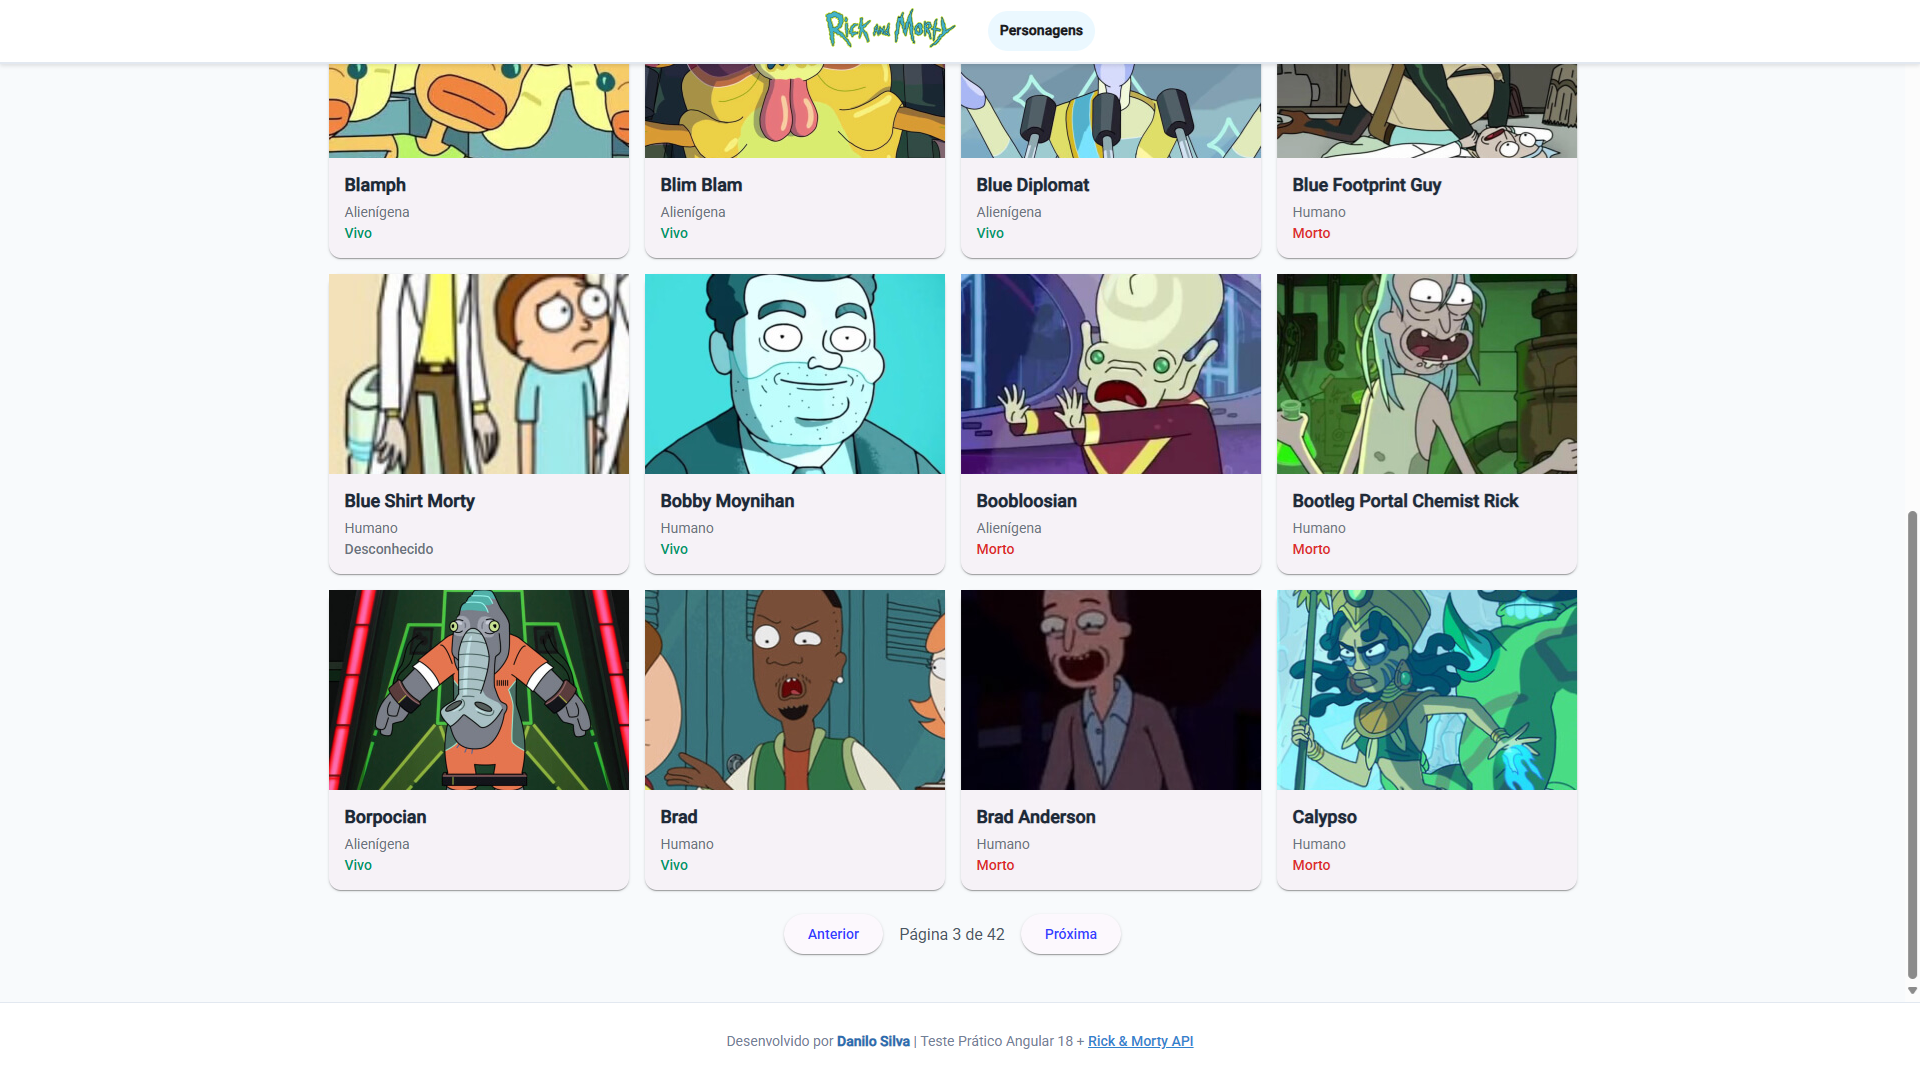 Rick and Morty
Personagens
Blamph
Alienígena
Vivo
Blim Blam
Alienígena
Vivo
Blue Diplomat
Alienígena
Vivo
Blue Footprint Guy
Humano
Morto
Blue Shirt Morty
Humano
Desconhecido
Bobby Moynihan
Humano
Vivo
Boobloosian
Alienígena
Morto
Bootleg Portal Chemist Rick
Humano
Morto
Borpocian
Alienígena
Vivo
Brad
Humano
Vivo
Brad Anderson
Humano
Morto
Calypso
Humano
Morto
Anterior
Página 3 de 42
Próxima
Desenvolvido por Danilo Silva | Teste Prático Angular 18 + Rick & Morty API